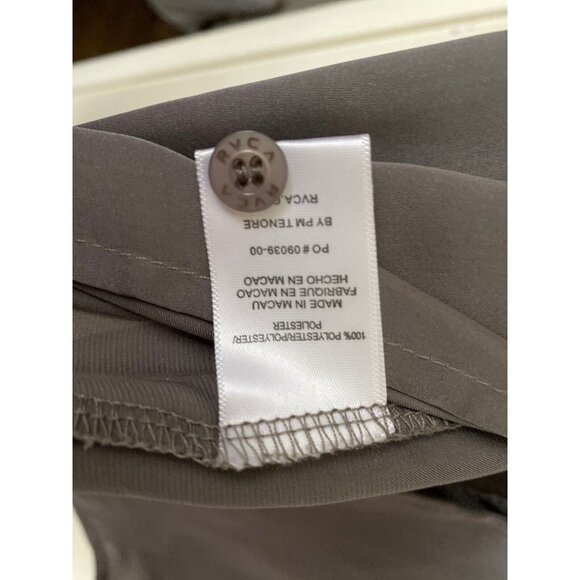 RVCA RVCA
100% POLYESTER/POLYESTER/
POLIESTER
MADE IN MACAU
FABRIQUE EN MACAO
HECHO EN MACAO
PO # 09039-00
BY PM TENORE
RVCA.